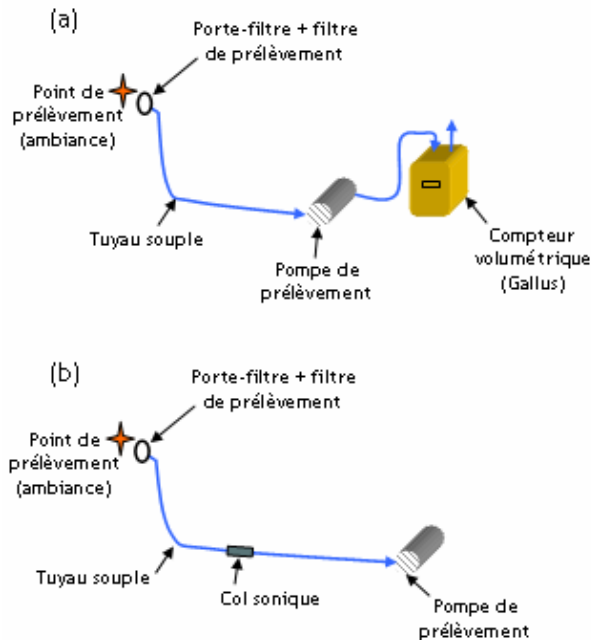 (a)
Porte-filtre + filtre
de prélèvement
Point de
prélèvement
(ambiance)
Tuyau souple
Pompe de
prélèvement
Compteur
volumétrique
(Gallus)
(b)
Porte-filtre + filtre
de prélèvement
Point de
prélèvement
(ambiance)
Tuyau souple
Col sonique
Pompe de
prélèvement